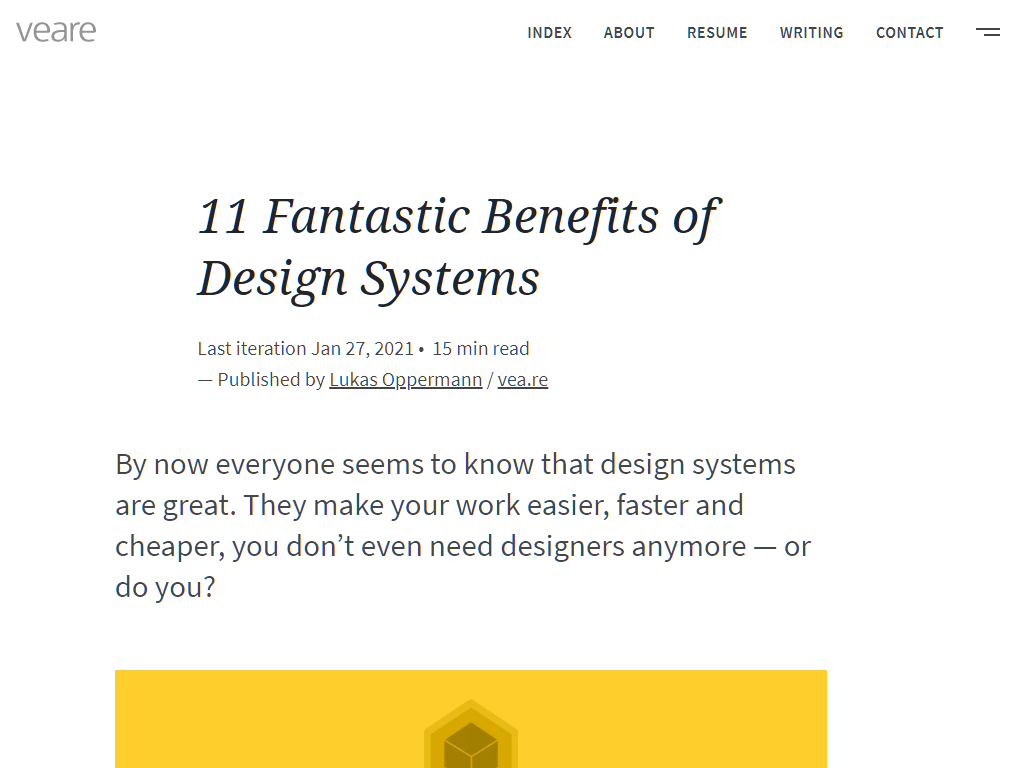 veare
INDEX ABOUT RESUME WRITING CONTACT
11 Fantastic Benefits of
Design Systems
Last iteration Jan 27, 2021 • 15 min read
— Published by Lukas Oppermann / vea.re
By now everyone seems to know that design systems
are great. They make your work easier, faster and
cheaper, you don’t even need designers anymore — or
do you?